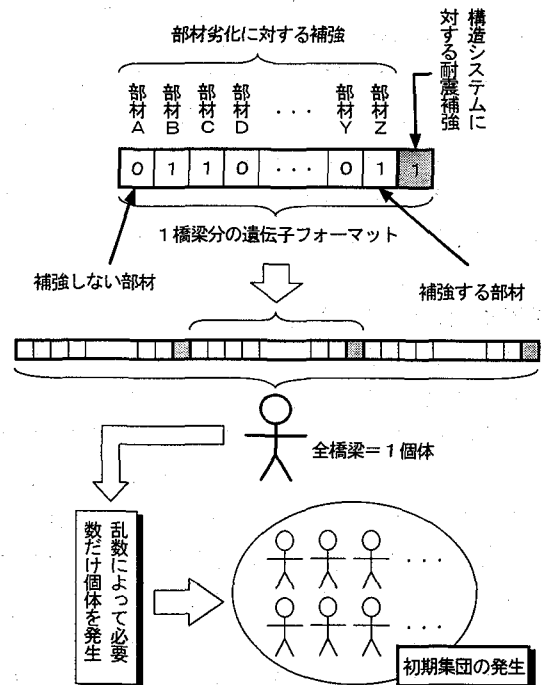 部材劣化に対する補強
構造システムに
対する耐震補強
部材A 部材B 部材C 部材D ・・・ 部材Y 部材Z
0 1 1 0 ・・・ 0 1 1
1橋梁分の遺伝子フォーマット
補強しない部材
補強する部材
全橋梁=1個体
乱数によって必要
数だけ個体を発生
・・・
・・・
初期集団の発生